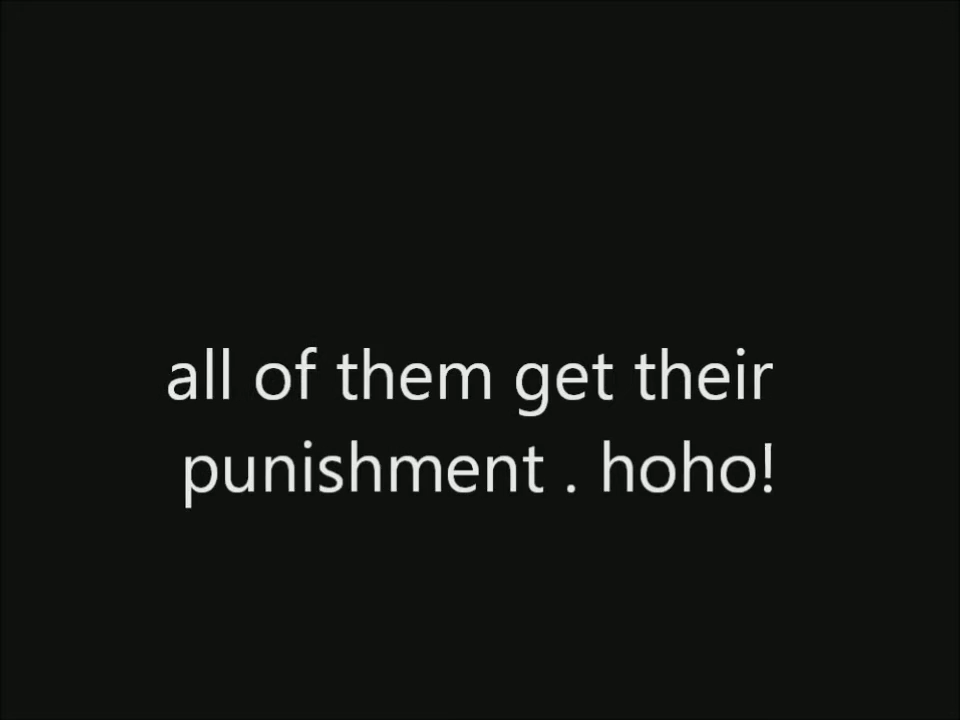 all of them get their
punishment . hoho!